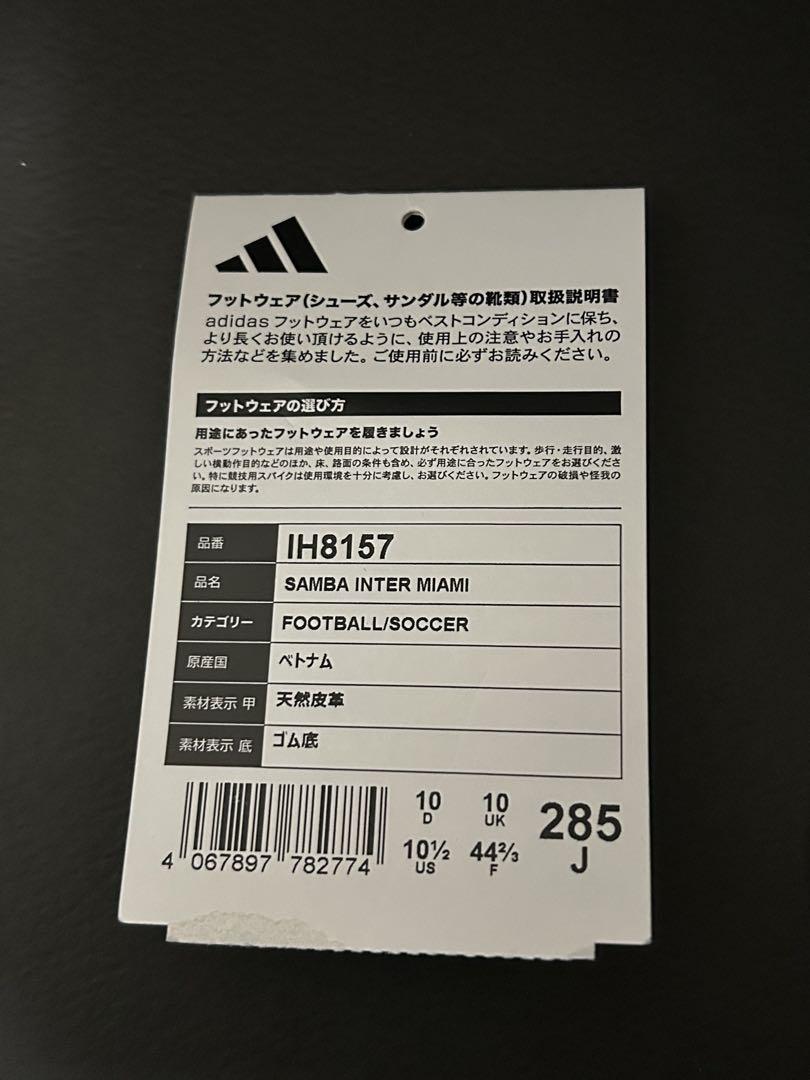 フットウェア(シューズ、サンダル等の靴類)取扱説明書
adidas フットウェアをいつもベストコンディションに保ち、
より長くお使い頂けるように、使用上の注意やお手入れの
方法などを集めました。ご使用前に必ずお読みください。
フットウェアの選び方
用途にあったフットウェアを履きましょう
スポーツフットウェアは用途や使用目的によって設計がそれぞれされています。歩行・走行目的、激
しい横動作目的などのほか、床、路面の条件も含め、必ず用途に合ったフットウェアをお選びくださ
い。特に競技用スパイクは使用環境を十分に考慮し、お選びください。フットウェアの破損や怪我の
原因になります。
品番 IH8157
品名 SAMBA INTER MIAMI
カテゴリー FOOTBALL/SOCCER
原産国 ベトナム
素材表示 甲 天然皮革
素材表示 底 ゴム底
10 10 285
D UK J
10½ 44⅔
US F
4 067897 782774